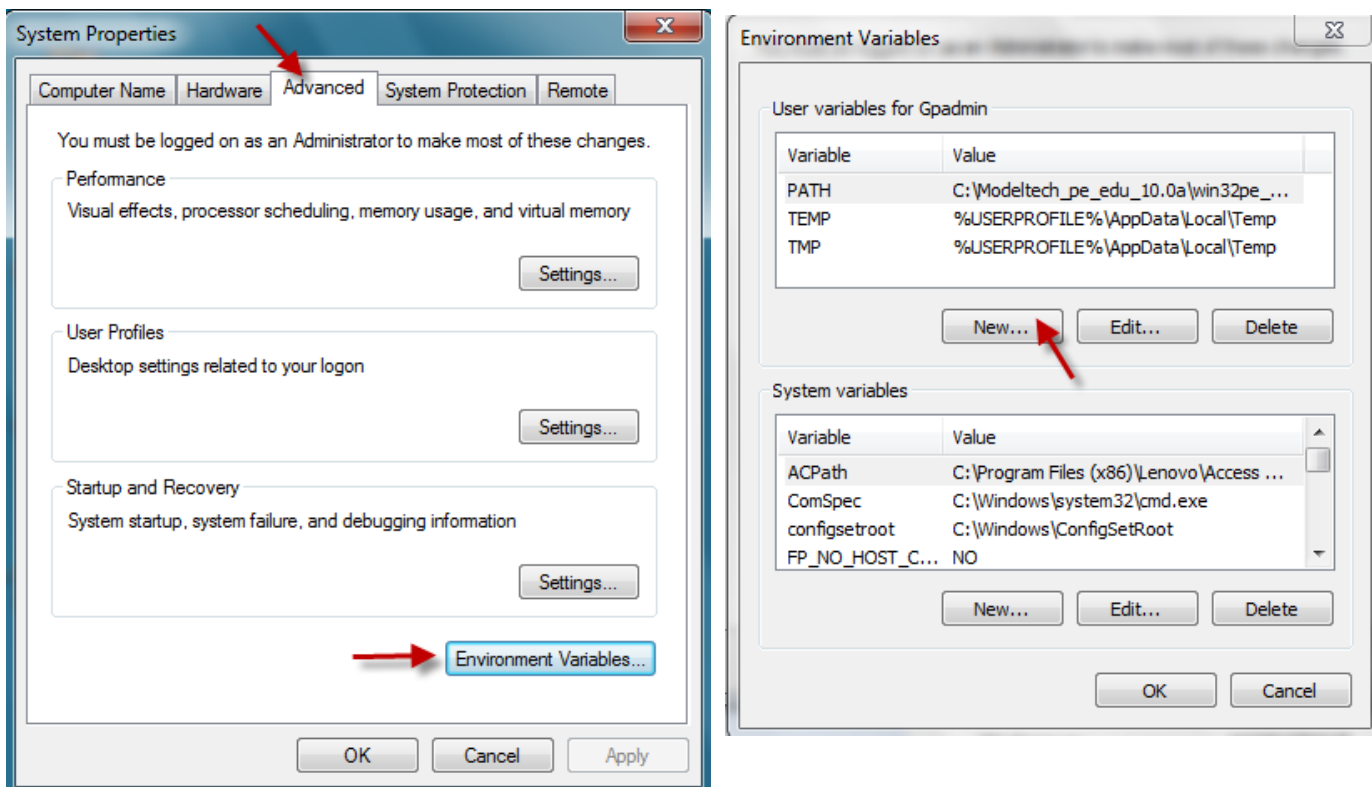 System Properties
Computer Name Hardware Advanced System Protection Remote
You must be logged on as an Administrator to make most of these changes.
Performance
Visual effects, processor scheduling, memory usage, and virtual memory
Settings...
User Profiles
Desktop settings related to your logon
Settings...
Startup and Recovery
System startup, system failure, and debugging information
Settings...
Environment Variables...
OK Cancel Apply
Environment Variables
User variables for Gpadmin
Variable Value
PATH C:\Modeltech_pe_edu_10.0a\win32pe_...
TEMP %USERPROFILE%\AppData\Local\Temp
TMP %USERPROFILE%\AppData\Local\Temp
New... Edit... Delete
System variables
Variable Value
ACPath C:\Program Files (x86)\Lenovo\Access ...
ComSpec C:\Windows\system32\cmd.exe
configsetroot C:\Windows\ConfigSetRoot
FP_NO_HOST_C... NO
New... Edit... Delete
OK Cancel